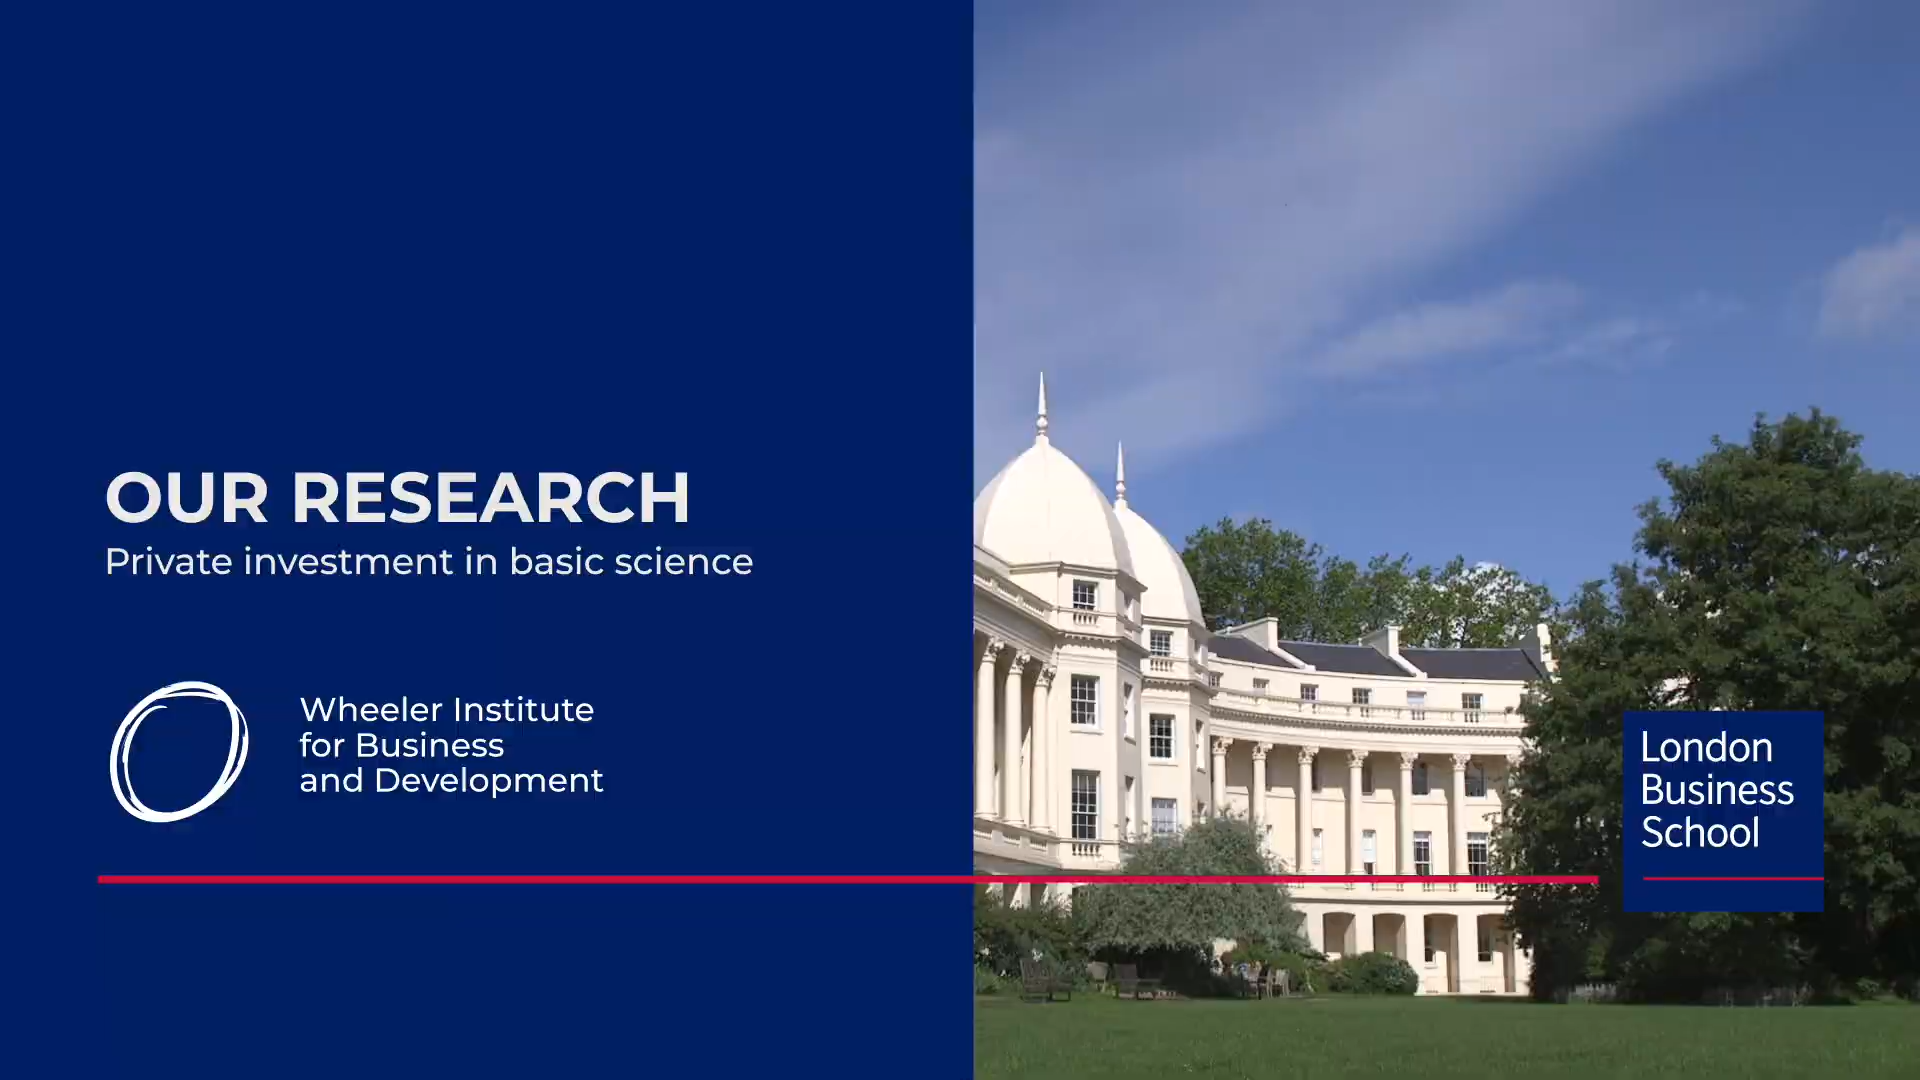 OUR RESEARCH
Private investment in basic science
Wheeler Institute
for Business
and Development
London
Business
School